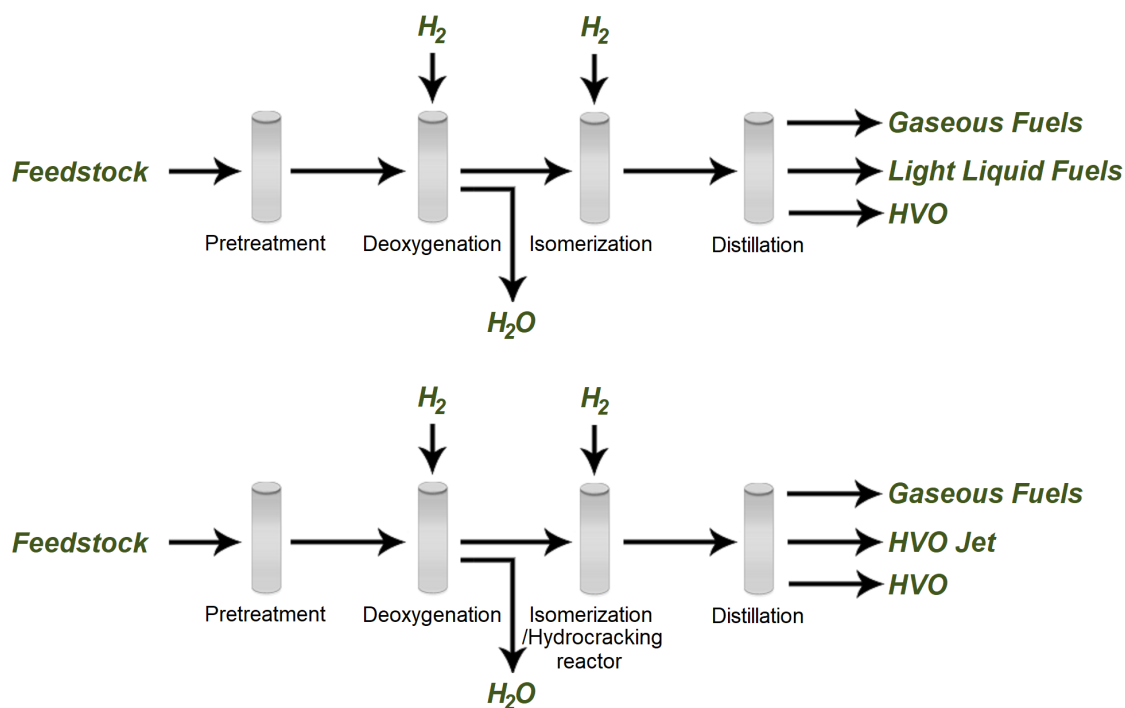 H₂ H₂
Gaseous Fuels
Feedstock Light Liquid Fuels
HVO
Pretreatment Deoxygenation Isomerization Distillation
H₂O
H₂ H₂
Gaseous Fuels
Feedstock HVO Jet
HVO
Pretreatment Deoxygenation Isomerization Distillation
/Hydrocracking
reactor
H₂O